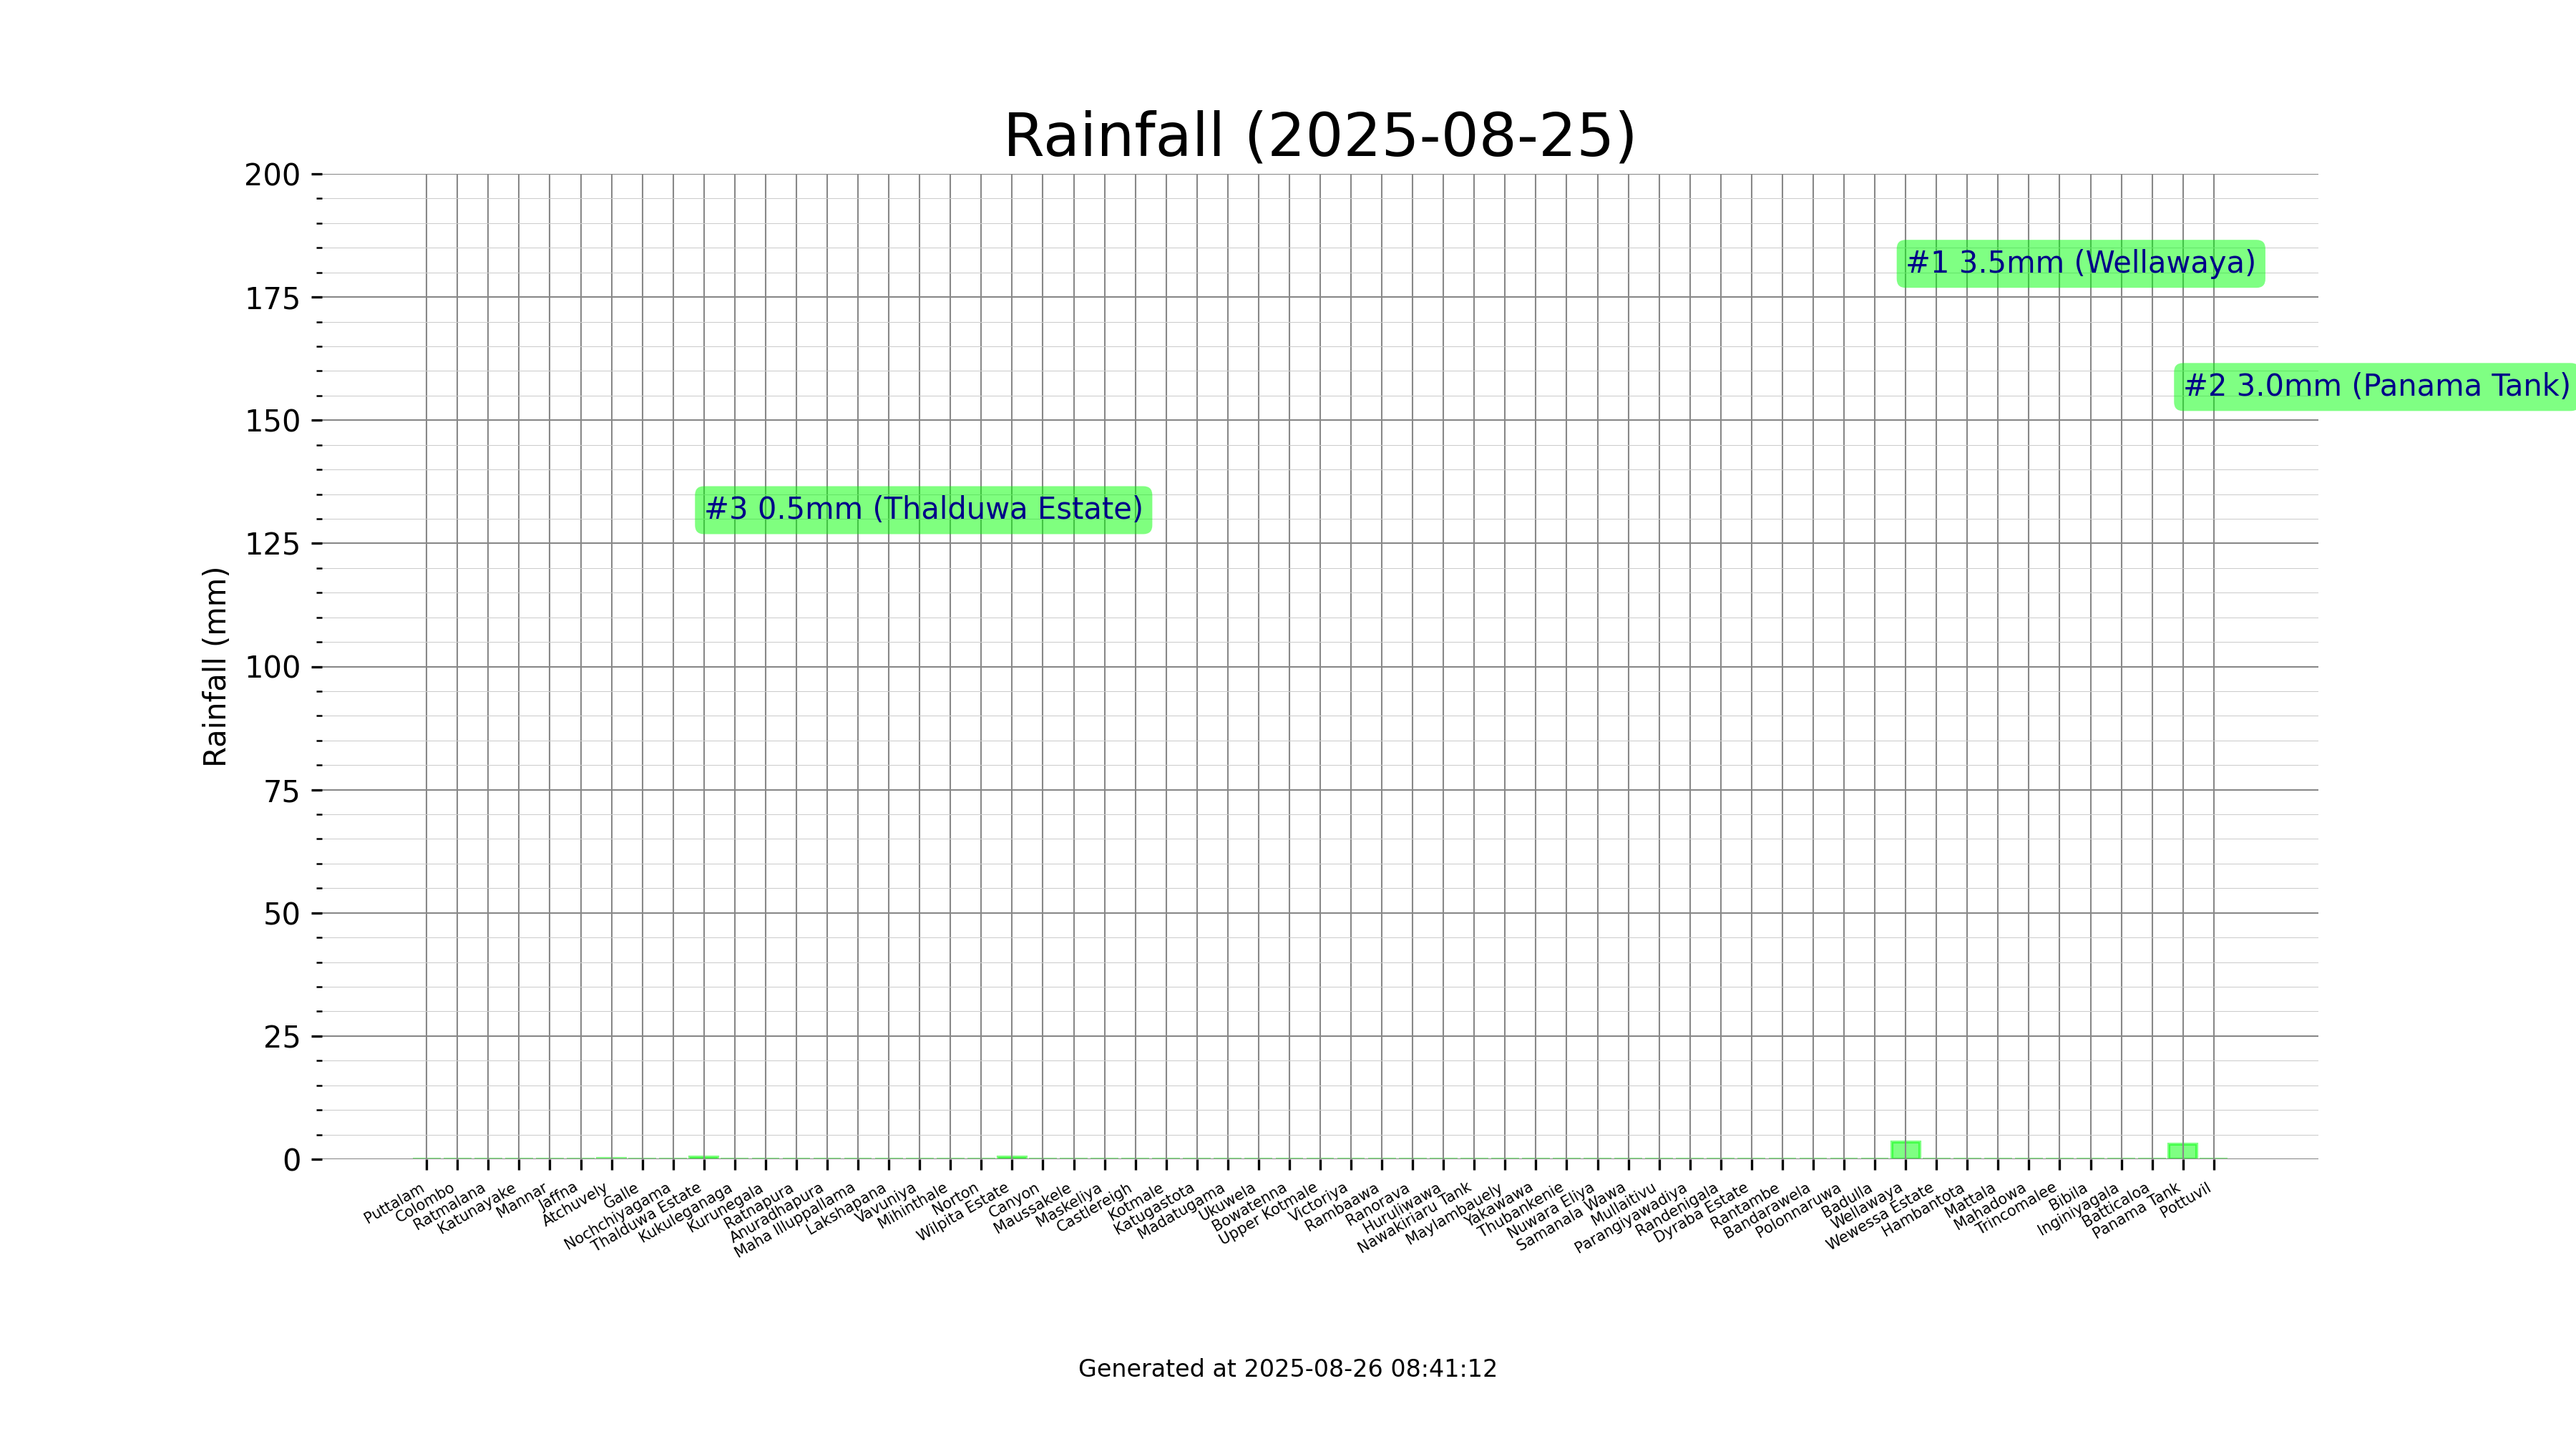 Rainfall (2025-08-25)
200
175
150
125
100
75
50
25
0
Rainfall (mm)
#1 3.5mm (Wellawaya)
#2 3.0mm (Panama Tank)
#3 0.5mm (Thalduwa Estate)
Puttalam
Colombo
Ratmalana
Katunayake
Mannar
Jaffna
Atchuvely
Galle
Nochchiyagama
Thalduwa Estate
Kukuleganaga
Kurunegala
Ratnapura
Anuradhapura
Maha Illuppallama
Lakshapana
Vavuniya
Mihinthale
Norton
Wilpita Estate
Canyon
Maussakele
Maskeliya
Castlereigh
Kotmale
Katugastota
Madatugama
Ukuwela
Bowatenna
Upper Kotmale
Victoriya
Rambaawa
Ranorava
Huruliwawa
Nawakiriaru Tank
Maylambauely
Yakawawa
Thubankenie
Nuwara Eliya
Samanala Wawa
Mullaitivu
Parangiyawadiya
Randenigala
Dyraba Estate
Rantambe
Bandarawela
Polonnaruwa
Badulla
Wellawaya
Wewessa Estate
Hambantota
Mattala
Mahadowa
Trincomalee
Bibila
Inginiyagala
Batticaloa
Panama Tank
Pottuvil
Generated at 2025-08-26 08:41:12